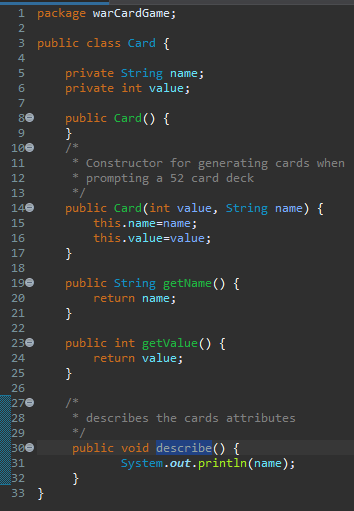 1 package warCardGame;
2
3 public class Card {
4
5     private String name;
6     private int value;
7
8     public Card() {
9     }
10     /*
11      * Constructor for generating cards when
12      * prompting a 52 card deck
13      */
14     public Card(int value, String name) {
15         this.name=name;
16         this.value=value;
17     }
18
19     public String getName() {
20         return name;
21     }
22
23     public int getValue() {
24         return value;
25     }
26
27     /*
28      * describes the cards attributes
29      */
30      public void describe() {
31             System.out.println(name);
32      }
33 }